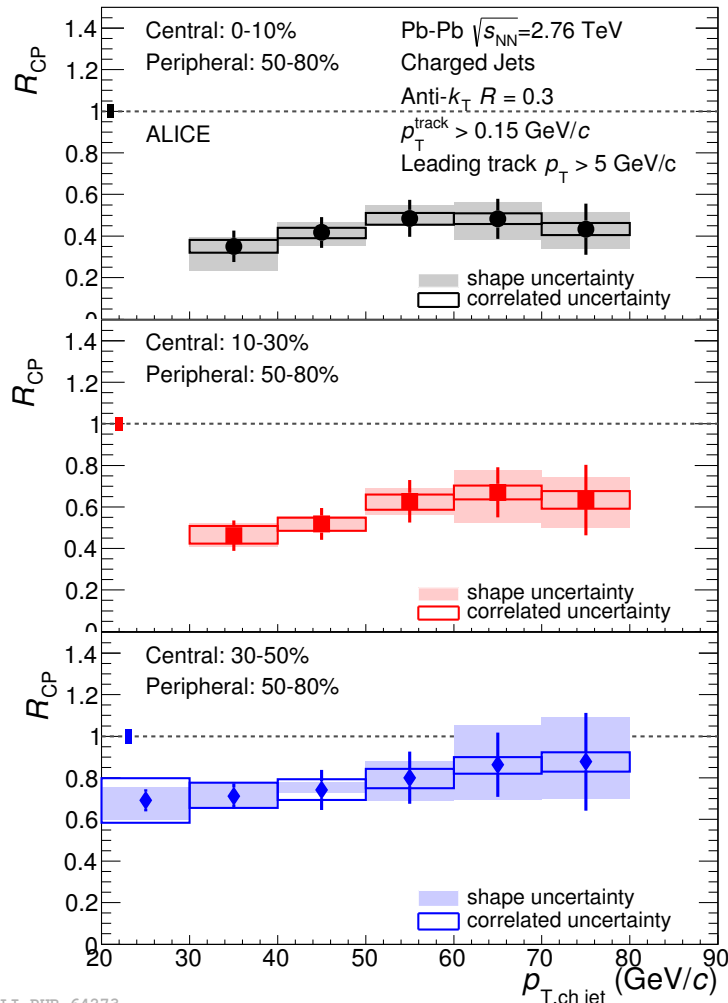 Central: 0-10%
Peripheral: 50-80%
Pb-Pb √s_NN=2.76 TeV
Charged Jets
Anti-k_T R = 0.3
p_T^track > 0.15 GeV/c
Leading track p_T > 5 GeV/c
ALICE
R_CP
1.4
1.2
1
0.8
0.6
0.4
0.2
0
shape uncertainty
correlated uncertainty
Central: 10-30%
Peripheral: 50-80%
R_CP
1.4
1.2
1
0.8
0.6
0.4
0.2
0
shape uncertainty
correlated uncertainty
Central: 30-50%
Peripheral: 50-80%
R_CP
1.4
1.2
1
0.8
0.6
0.4
0.2
0
shape uncertainty
correlated uncertainty
20 30 40 50 60 70 80 90
p_T,ch jet (GeV/c)